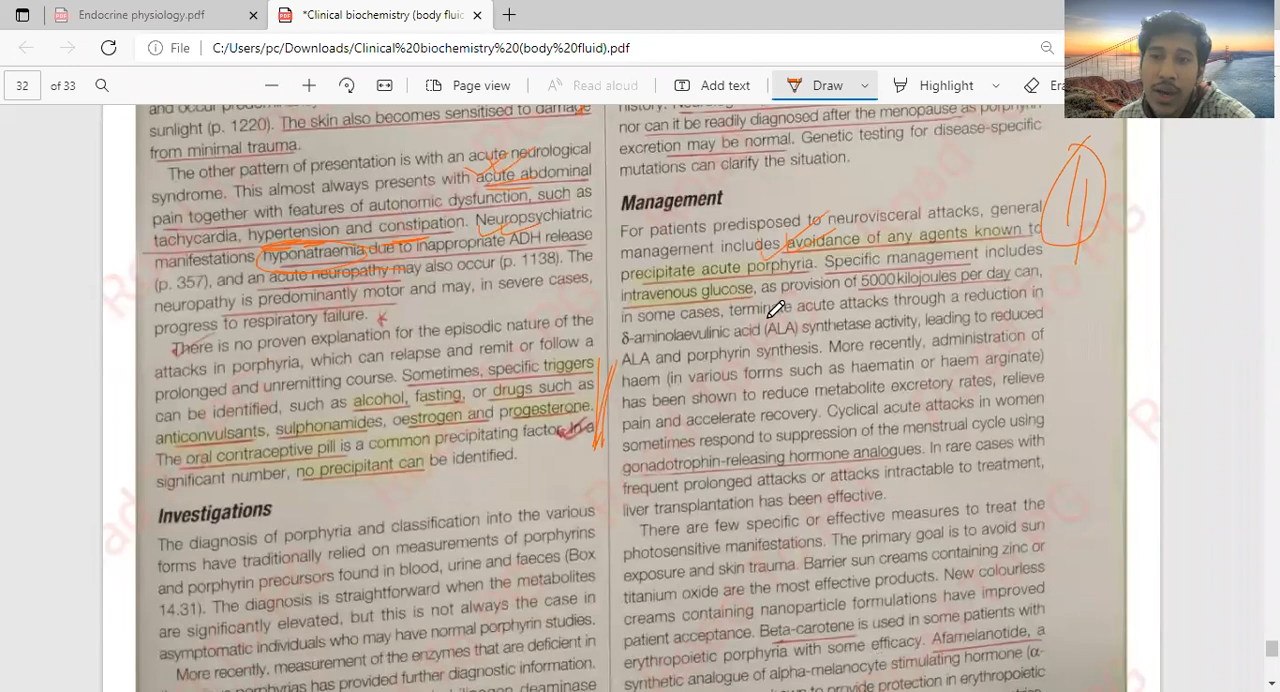 Endocrine physiology.pdf
*Clinical biochemistry (body fluid
File
C:/Users/pc/Downloads/Clinical%20biochemistry%20(body%20fluid).pdf
32 of 33
Page view
Read aloud
Add text
Draw
Highlight
Era
and occur
sunlight (p. 1220). The skin also becomes sensitised to damage
from minimal trauma.
The other pattern of presentation is with an acute neurological
syndrome. This almost always presents with acute abdominal
pain together with features of autonomic dysfunction, such as
tachycardia, hypertension and constipation. Neuropsychiatric
manifestations, hyponatraemia due to inappropriate ADH release
(p. 357), and an acute neuropathy may also occur (p. 1138). The
neuropathy is predominantly motor and may, in severe cases,
progress to respiratory failure.
There is no proven explanation for the episodic nature of the
attacks in porphyria, which can relapse and remit or follow a
prolonged and unremitting course. Sometimes, specific triggers
can be identified, such as alcohol, fasting, or drugs such as
anticonvulsants, sulphonamides, oestrogen and progesterone.
The oral contraceptive pill is a common precipitating factor. In a
significant number, no precipitant can be identified.
Investigations
The diagnosis of porphyria and classification into the various
forms have traditionally relied on measurements of porphyrins
and porphyrin precursors found in blood, urine and faeces (Box
14.31). The diagnosis is straightforward when the metabolites
are significantly elevated, but this is not always the case in
asymptomatic individuals who may have normal porphyrin studies.
More recently, measurement of the enzymes that are deficient in
porphyrias has provided further diagnostic information.
deaminase
history.
nor can it be readily diagnosed after the menopause as porphyrin
excretion may be normal. Genetic testing for disease-specific
mutations can clarify the situation.
Management
For patients predisposed to neurovisceral attacks, general
management includes avoidance of any agents known to
precipitate acute porphyria. Specific management includes
intravenous glucose, as provision of 5000 kilojoules per day can,
in some cases, terminate acute attacks through a reduction in
δ-aminolaevulinic acid (ALA) synthetase activity, leading to reduced
ALA and porphyrin synthesis. More recently, administration of
haem (in various forms such as haematin or haem arginate)
has been shown to reduce metabolite excretory rates, relieve
pain and accelerate recovery. Cyclical acute attacks in women
sometimes respond to suppression of the menstrual cycle using
gonadotrophin-releasing hormone analogues. In rare cases with
frequent prolonged attacks or attacks intractable to treatment,
liver transplantation has been effective.
There are few specific or effective measures to treat the
photosensitive manifestations. The primary goal is to avoid sun
exposure and skin trauma. Barrier sun creams containing zinc or
titanium oxide are the most effective products. New colourless
creams containing nanoparticle formulations have improved
patient acceptance. Beta-carotene is used in some patients with
erythropoietic porphyria with some efficacy. Afamelanotide, a
synthetic analogue of alpha-melanocyte stimulating hormone (α-
shown to provide protection in erythropoietic